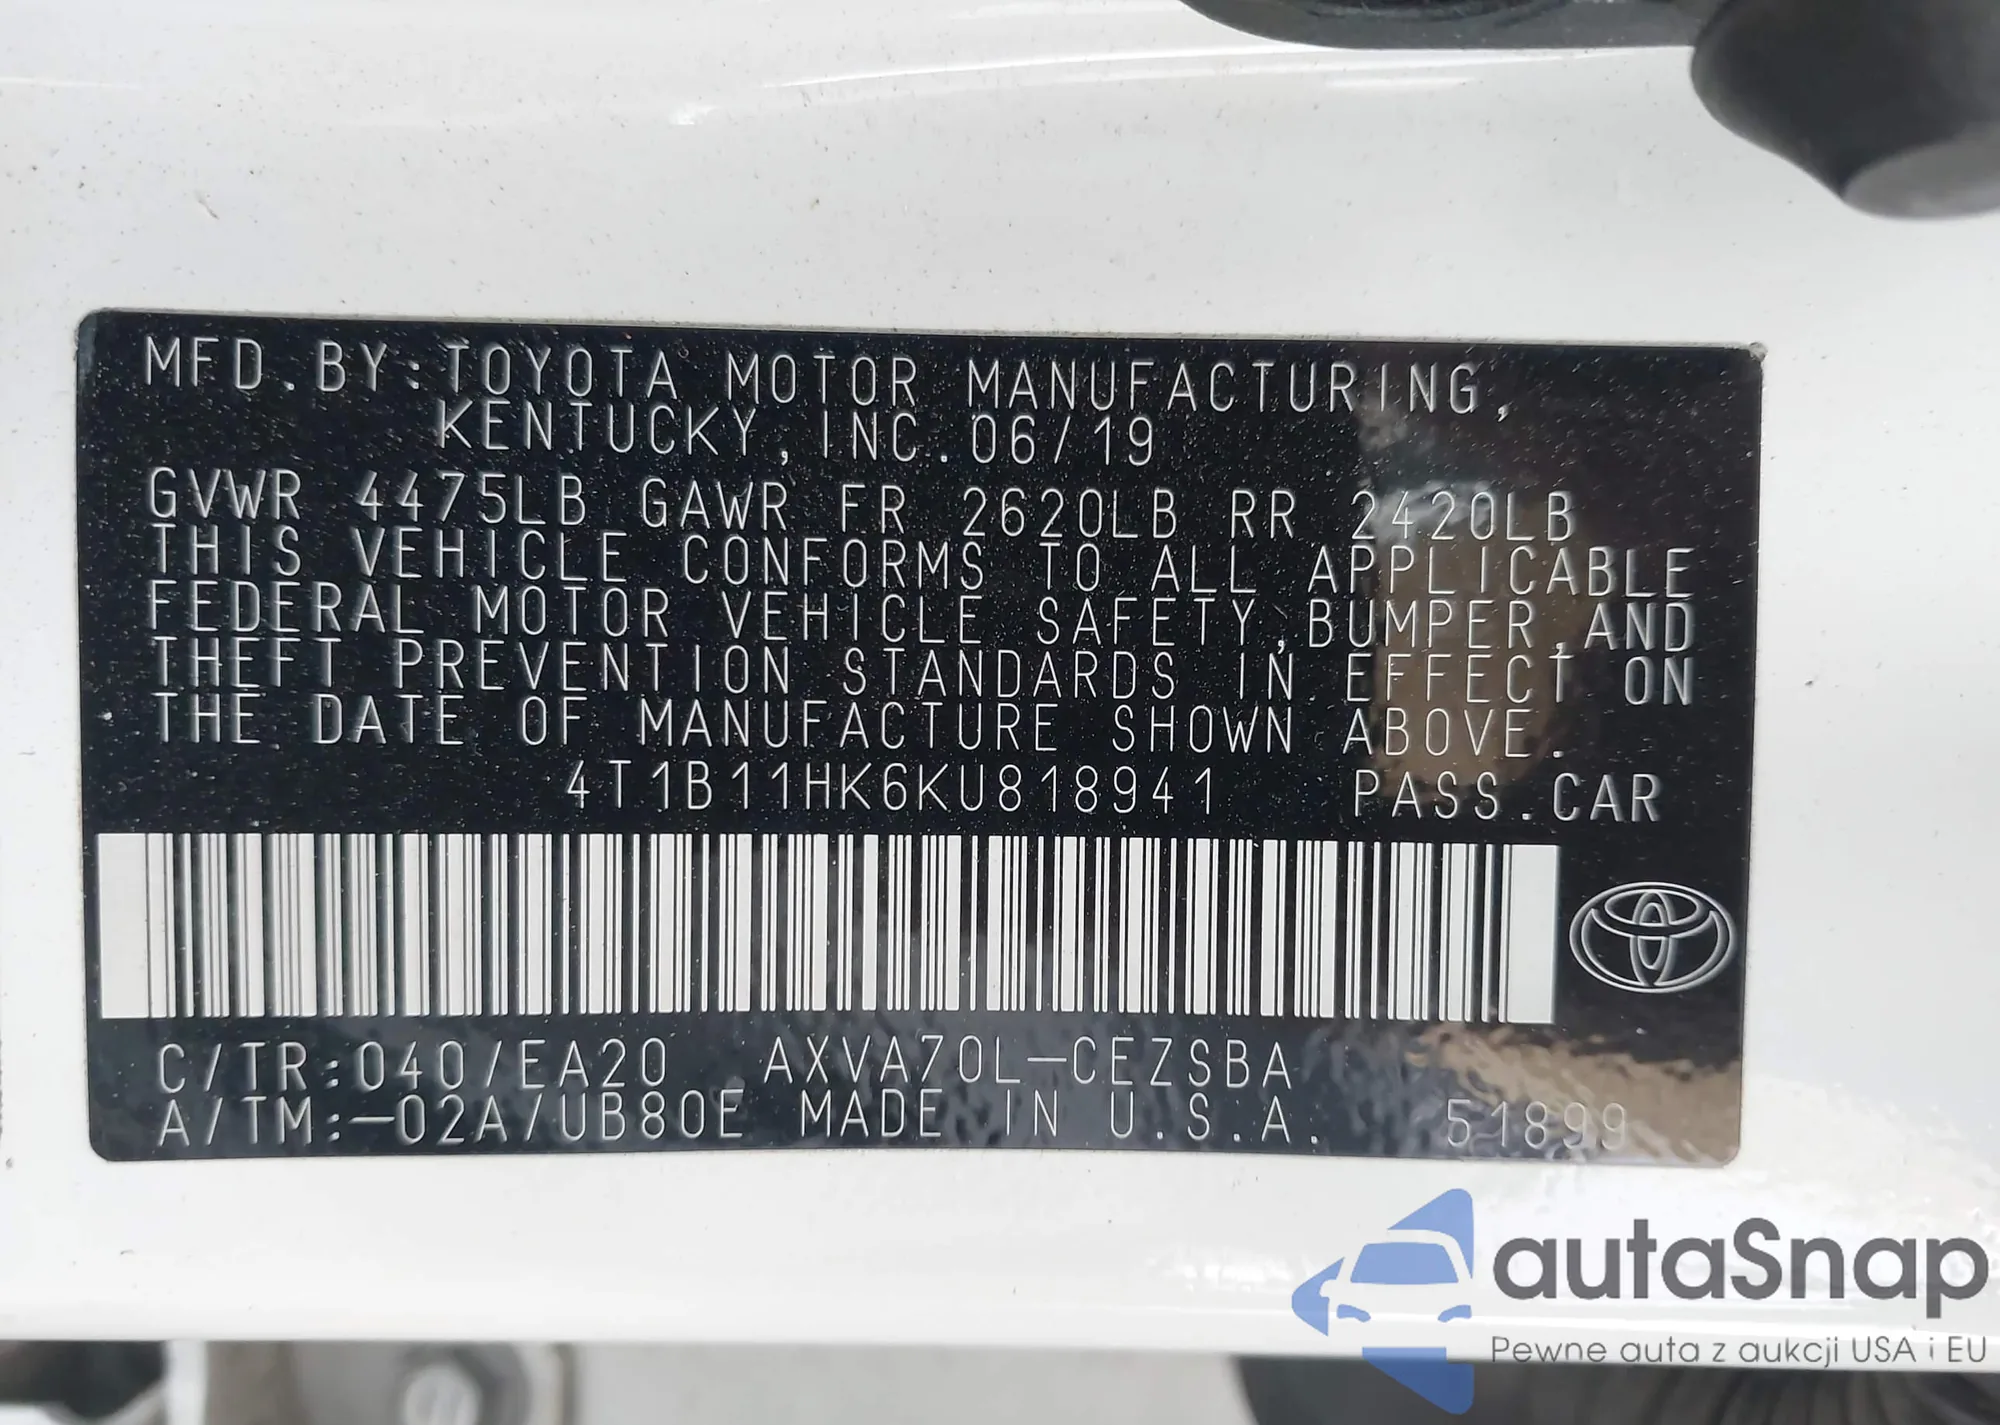 MFD.BY:TOYOTA MOTOR MANUFACTURING,
KENTUCKY,INC.06/19
GVWR 4475LB GAWR FR 2620LB RR 2420LB
THIS VEHICLE CONFORMS TO ALL APPLICABLE
FEDERAL MOTOR VEHICLE SAFETY,BUMPER,AND
THEFT PREVENTION STANDARDS IN EFFECT ON
THE DATE OF MANUFACTURE SHOWN ABOVE.
4T1B11HK6KU818941 PASS.CAR
C/TR:040/EA20 AXVA70L-CEZSBA
A/TM:-02A/UB80E MADE IN U.S.A. 51899
autaSnap
Pewne auta z aukcji USA i EU